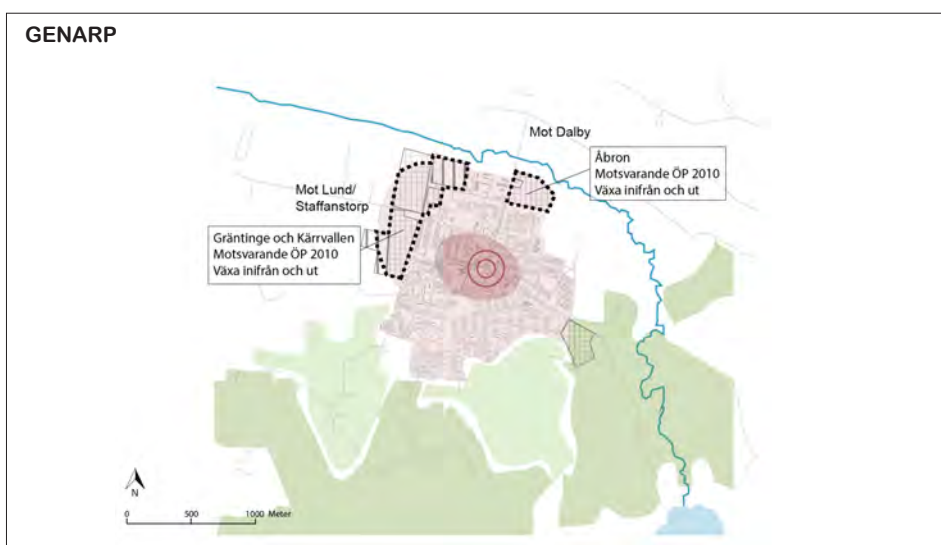 GENARP
Mot Dalby
Åbron
Motsvarande ÖP 2010
Växa inifrån och ut
Mot Lund/
Staffanstorp
Gräntinge och Kärrvallen
Motsvarande ÖP 2010
Växa inifrån och ut
N
0 500 1000 Meter